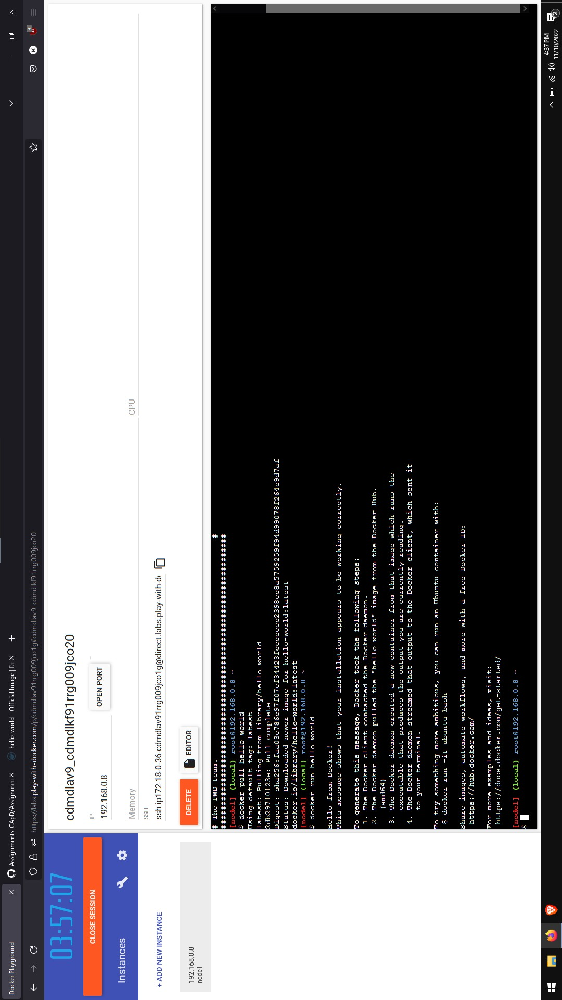 Docker Playground
Assignments-CApD/Assignmen
hello-world - Official Image | Do
https://labs.play-with-docker.com/p/cdmdlav91rrg009jco1g#cdmdlav9_cdmdlkf91rrg009jco20
3
03:57:07
CLOSE SESSION
Instances
+ ADD NEW INSTANCE
192.168.0.8
node1
cdmdlav9_cdmdlkf91rrg009jco20
IP
192.168.0.8
OPEN PORT
Memory
CPU
SSH
ssh ip172-18-0-36-cdmdlav91rrg009jco1g@direct.labs.play-with-do
DELETE
EDITOR
# The PWD team. #
[node1] (local) root@192.168.0.8 ~
$ docker pull hello-world
Using default tag: latest
latest: Pulling from library/hello-world
2db29710123e: Pull complete
Digest: sha256:faa03e786c97f07ef34423fccceeec2398ec8a5759259f94d99078f264e9d7af
Status: Downloaded newer image for hello-world:latest
docker.io/library/hello-world:latest
[node1] (local) root@192.168.0.8 ~
$ docker run hello-world
Hello from Docker!
This message shows that your installation appears to be working correctly.
To generate this message, Docker took the following steps:
1. The Docker client contacted the Docker daemon.
2. The Docker daemon pulled the "hello-world" image from the Docker Hub.
(amd64)
3. The Docker daemon created a new container from that image which runs the
executable that produces the output you are currently reading.
4. The Docker daemon streamed that output to the Docker client, which sent it
to your terminal.
To try something more ambitious, you can run an Ubuntu container with:
$ docker run -it ubuntu bash
Share images, automate workflows, and more with a free Docker ID:
https://hub.docker.com/
For more examples and ideas, visit:
https://docs.docker.com/get-started/
[node1] (local) root@192.168.0.8 ~
$
4:37 PM
11/10/2022
2